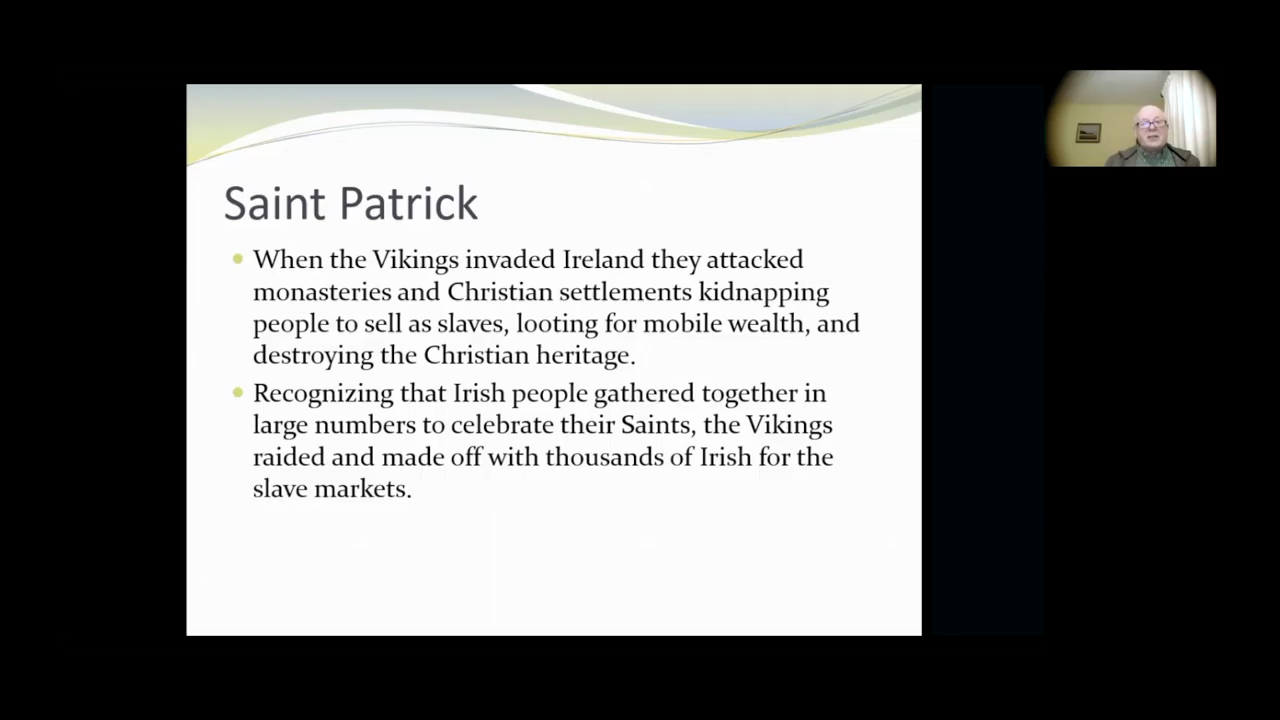 Saint Patrick
When the Vikings invaded Ireland they attacked
monasteries and Christian settlements kidnapping
people to sell as slaves, looting for mobile wealth, and
destroying the Christian heritage.
Recognizing that Irish people gathered together in
large numbers to celebrate their Saints, the Vikings
raided and made off with thousands of Irish for the
slave markets.